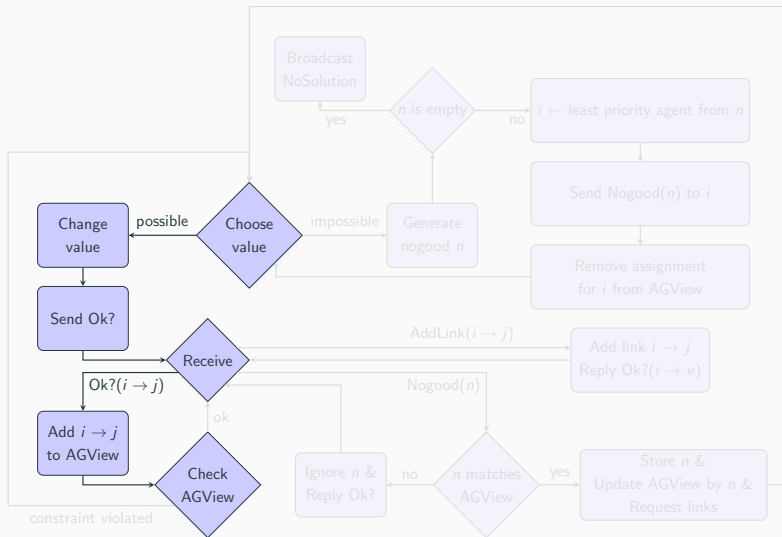 Broadcast
NoSolution
n is empty
i ← least priority agent from n
yes
no
Send Nogood(n) to i
Change
value
possible
Choose
value
impossible
Generate
nogood n
Remove assignment
for i from AGView
Send Ok?
AddLink(i → j)
Receive
Add link i → j
Reply Ok?(i → v)
Ok?(i → j)
Nogood(n)
ok
Add i → j
to AGView
Check
AGView
Ignore n &
Reply Ok?
no
n matches
AGView
yes
Store n &
Update AGView by n &
Request links
constraint violated